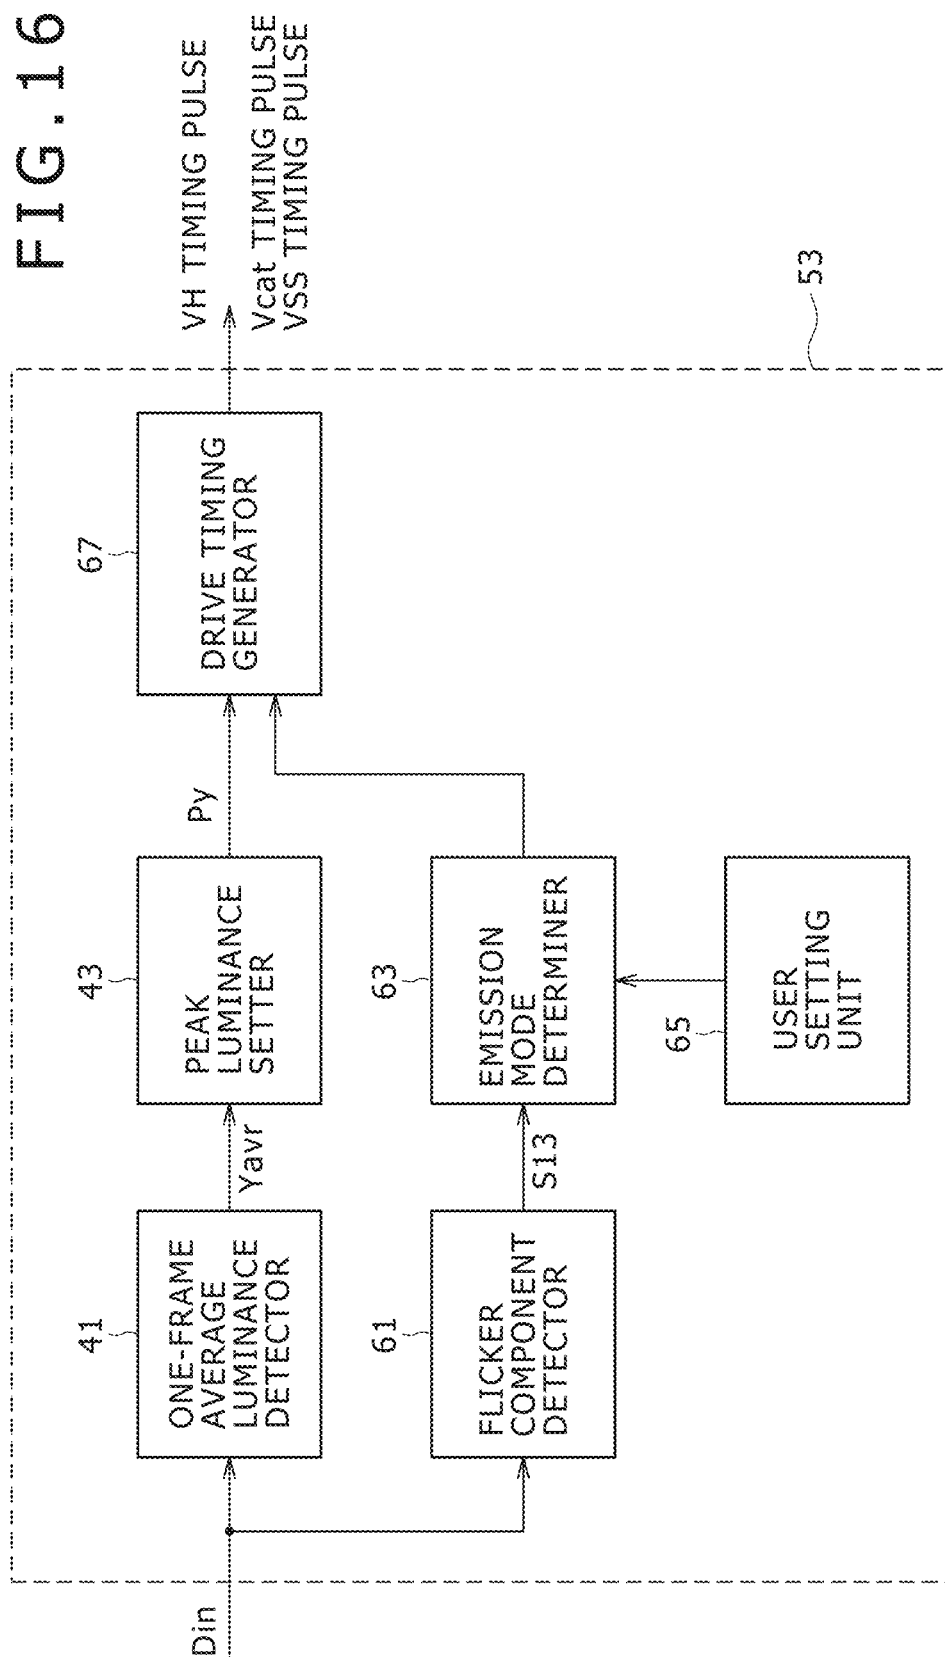 FIG.16
Din
41
ONE-FRAME
AVERAGE
LUMINANCE
DETECTOR
Yavr
43
PEAK
LUMINANCE
SETTER
Py
67
DRIVE TIMING
GENERATOR
VH TIMING PULSE
Vcat TIMING PULSE
VSS TIMING PULSE
61
FLICKER
COMPONENT
DETECTOR
S13
63
EMISSION
MODE
DETERMINER
65
USER
SETTING
UNIT
53